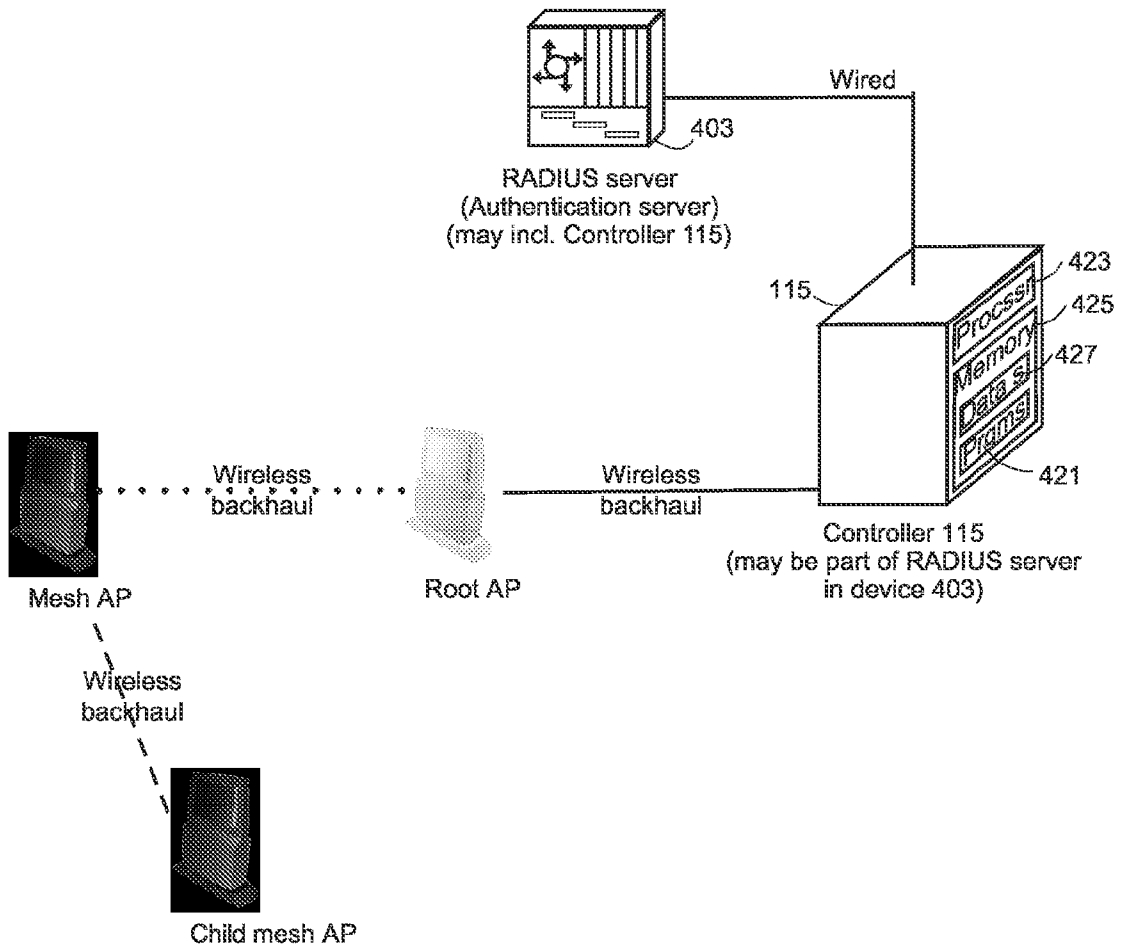 Wired
403
RADIUS server
(Authentication server)
(may incl. Controller 115)
115
Procssr
423
Memory
425
Data s
427
Prgms
421
Wireless
backhaul
Wireless
backhaul
Controller 115
(may be part of RADIUS server
in device 403)
Mesh AP
Root AP
Wireless
backhaul
Child mesh AP